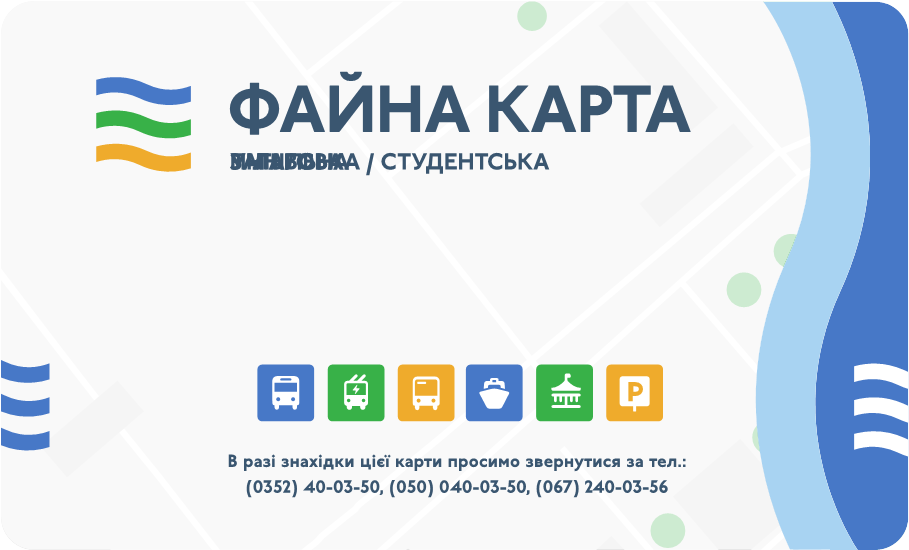 ФАЙНА КАРТА
/ СТУДЕНТСЬКА
P
В разі знахідки цієї карти просимо звернутися за тел.:
(0352) 40-03-50, (050) 040-03-50, (067) 240-03-56